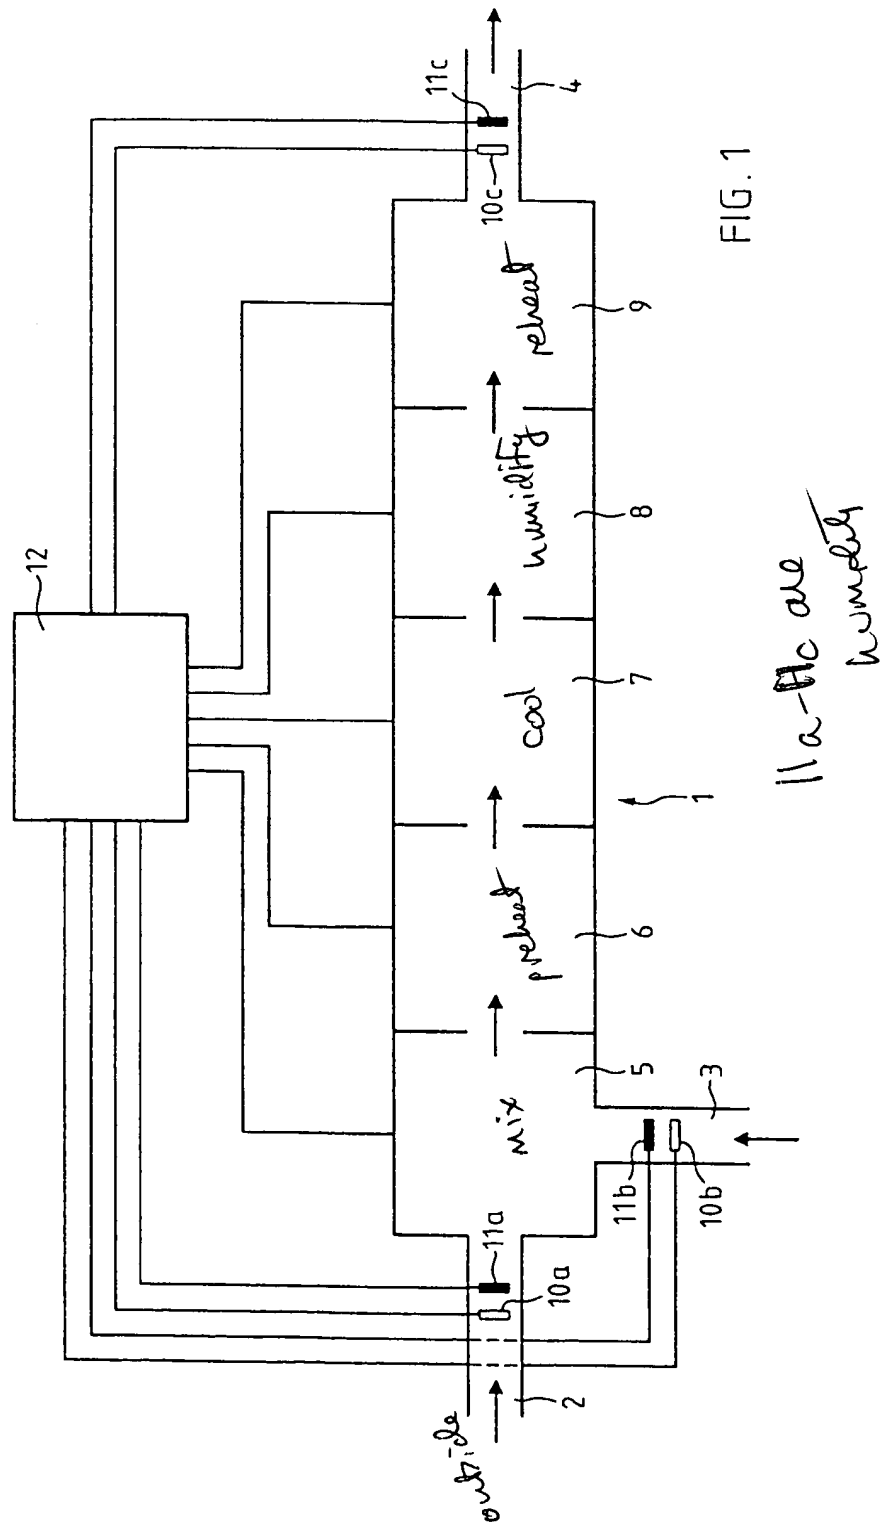 12
11c
4
10c
reheat
9
humidify
8
cool
7
preheat
6
mix
5
3
11b
10b
11a
10a
2
outside
1
FIG. 1
11a-11c are
humidity